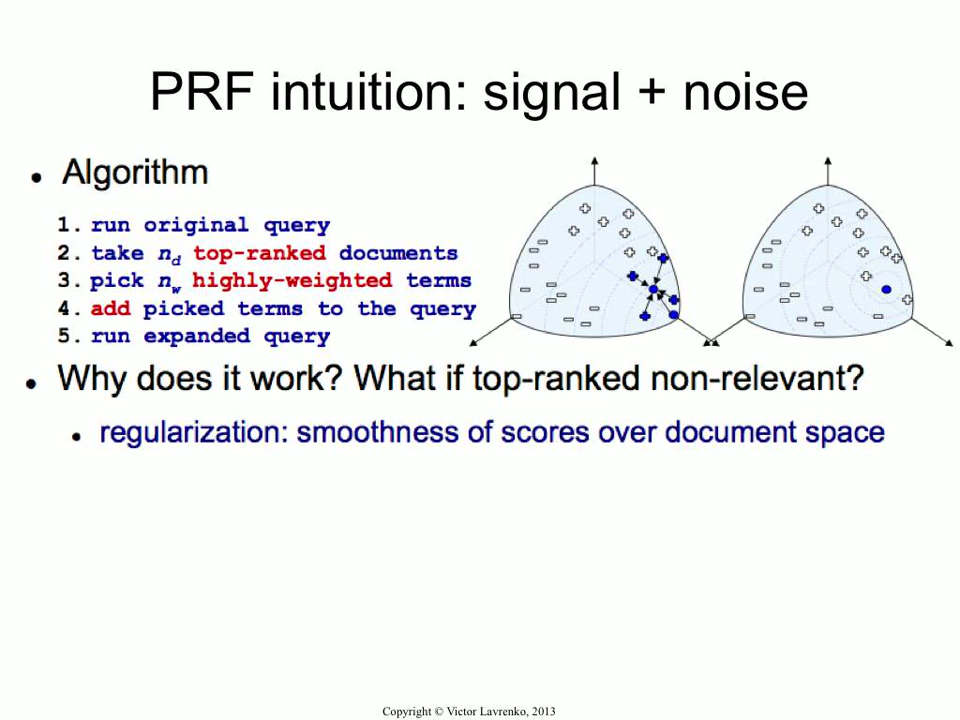 PRF intuition: signal + noise
• Algorithm
1. run original query
2. take nd top-ranked documents
3. pick nw highly-weighted terms
4. add picked terms to the query
5. run expanded query
• Why does it work? What if top-ranked non-relevant?
• regularization: smoothness of scores over document space
Copyright © Victor Lavrenko, 2013